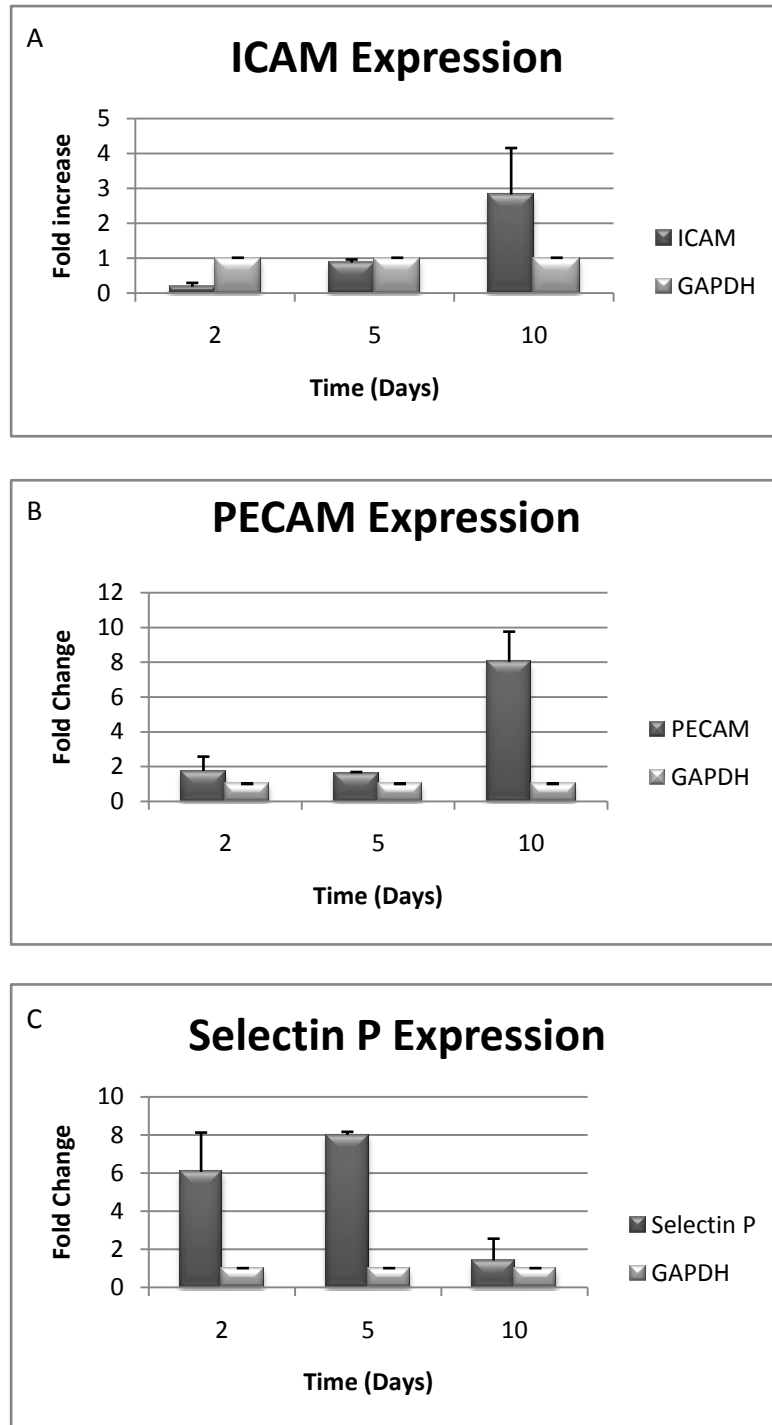 A
ICAM Expression
Fold increase
5
4
3
2
1
0
2 5 10
Time (Days)
ICAM
GAPDH
B
PECAM Expression
Fold Change
12
10
8
6
4
2
0
2 5 10
Time (Days)
PECAM
GAPDH
C
Selectin P Expression
Fold Change
10
8
6
4
2
0
2 5 10
Time (Days)
Selectin P
GAPDH